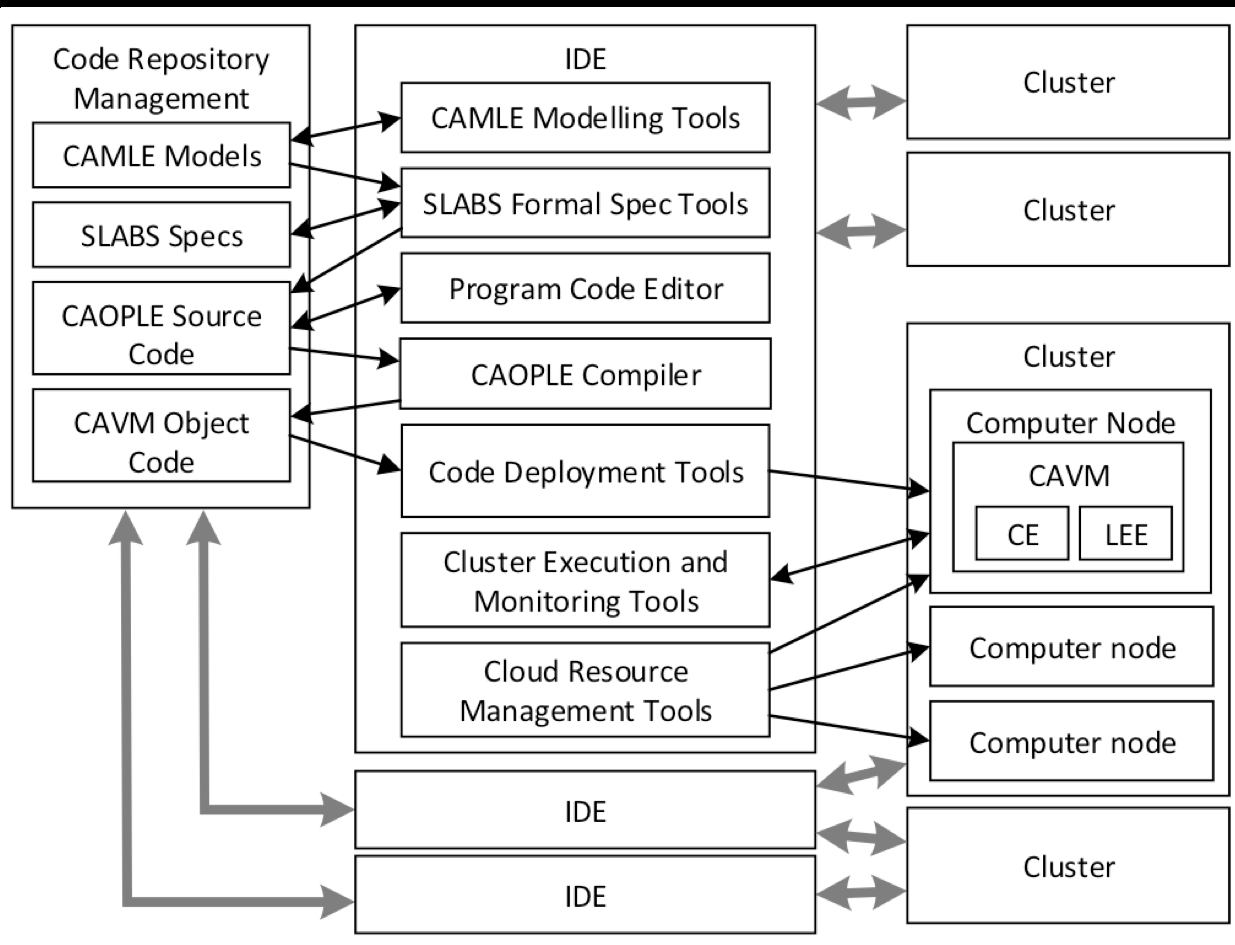 Code Repository
Management
CAMLE Models
SLABS Specs
CAOPLE Source
Code
CAVM Object
Code
IDE
CAMLE Modelling Tools
SLABS Formal Spec Tools
Program Code Editor
CAOPLE Compiler
Code Deployment Tools
Cluster Execution and
Monitoring Tools
Cloud Resource
Management Tools
IDE
IDE
Cluster
Cluster
Cluster
Computer Node
CAVM
CE
LEE
Computer node
Computer node
Cluster